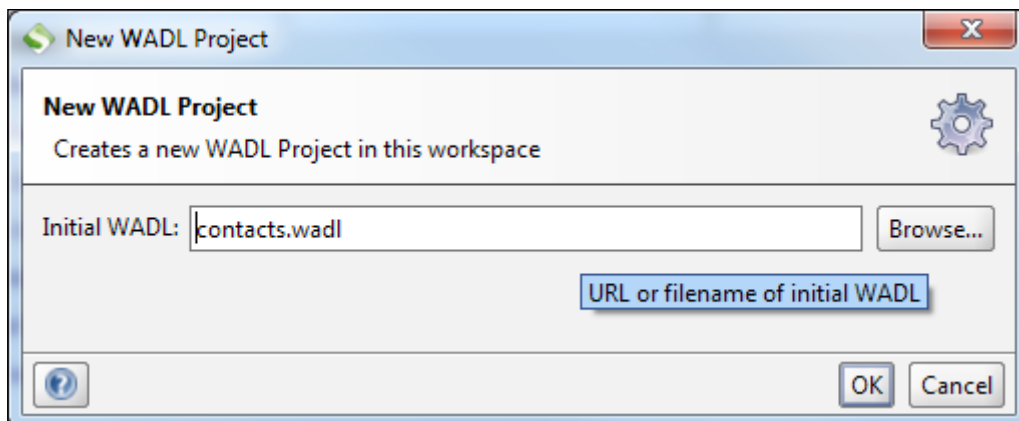 New WADL Project
New WADL Project
Creates a new WADL Project in this workspace
Initial WADL: contacts.wadl Browse...
URL or filename of initial WADL
? OK Cancel